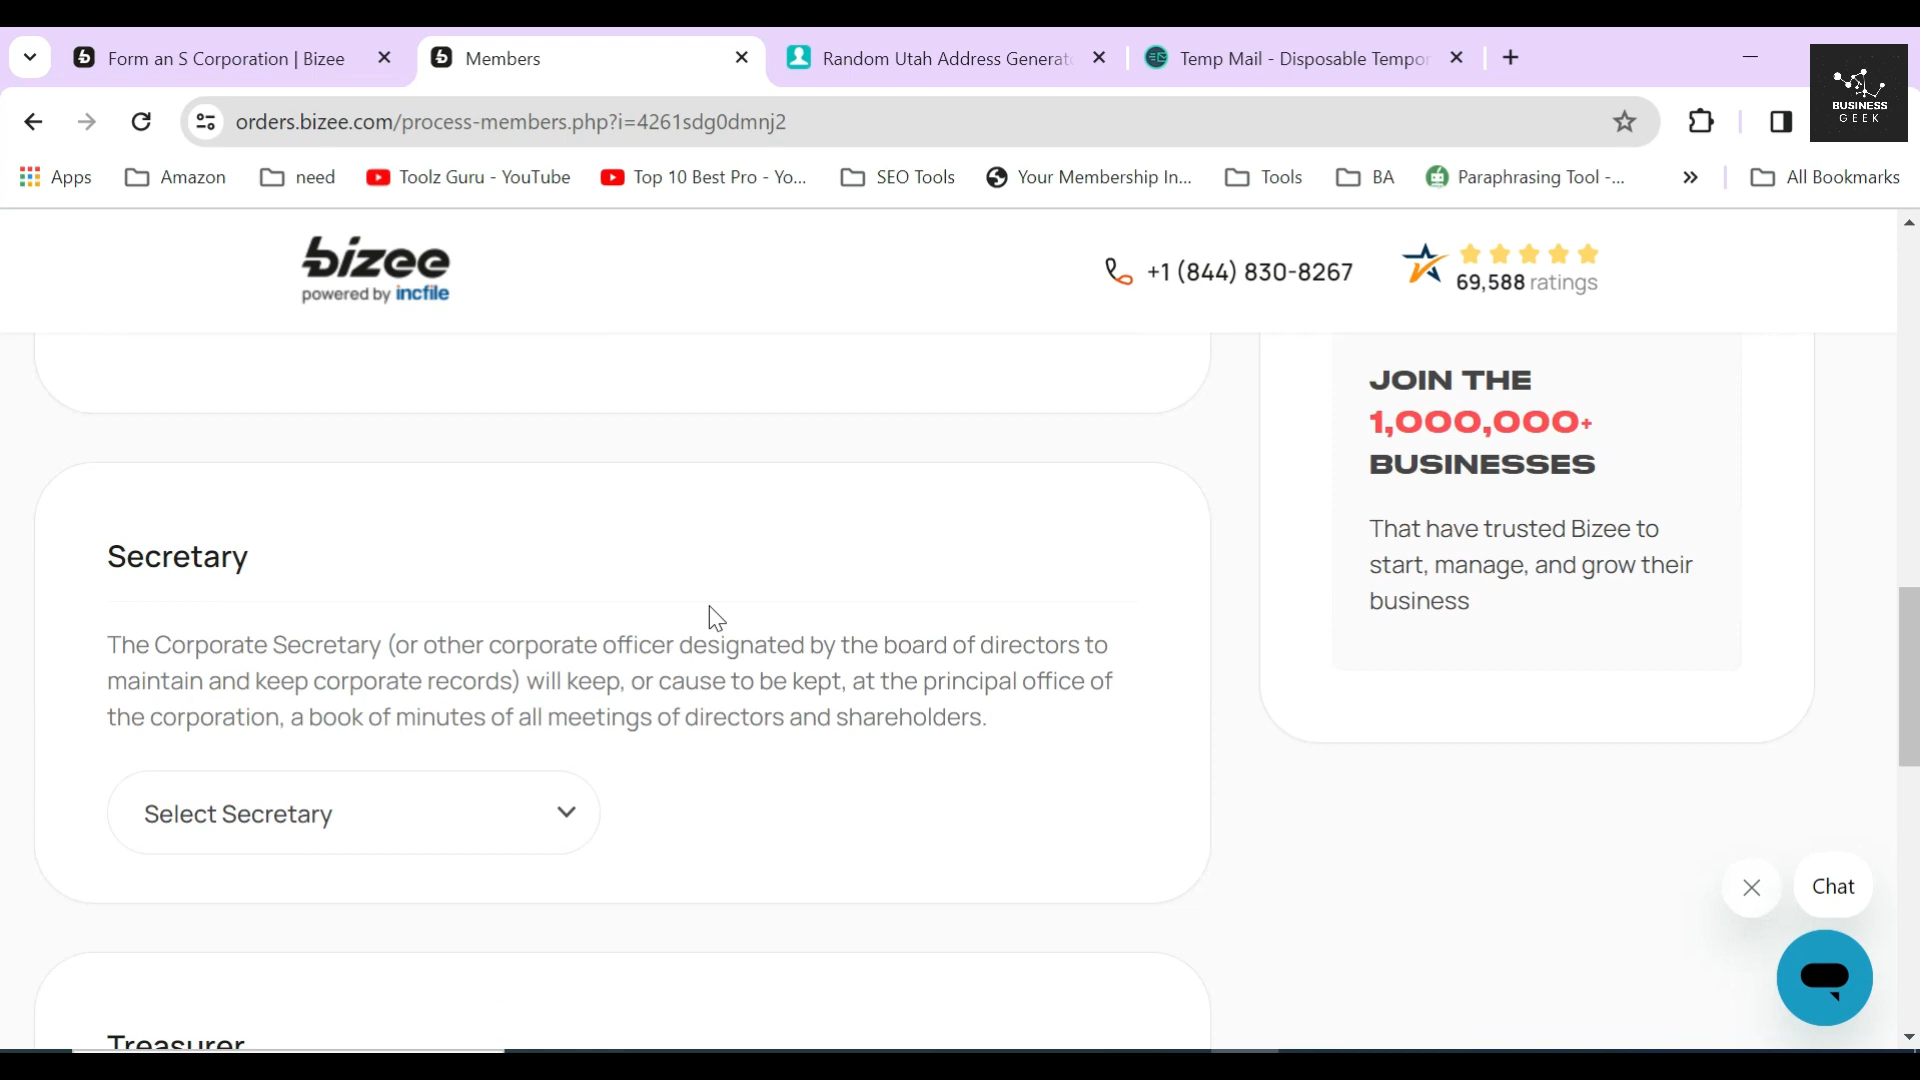 Form an S Corporation | Bizee
Members
Random Utah Address Generat
Temp Mail - Disposable Tempor
orders.bizee.com/process-members.php?i=4261sdg0dmnj2
BUSINESS
GEEK
Apps
Amazon
need
Toolz Guru - YouTube
Top 10 Best Pro - Yo...
SEO Tools
Your Membership In...
Tools
BA
Paraphrasing Tool -...
»
All Bookmarks
bizee
powered by incfile
+1 (844) 830-8267
69,588 ratings
JOIN THE
1,000,000+
BUSINESSES
That have trusted Bizee to
start, manage, and grow their
business
Secretary
The Corporate Secretary (or other corporate officer designated by the board of directors to
maintain and keep corporate records) will keep, or cause to be kept, at the principal office of
the corporation, a book of minutes of all meetings of directors and shareholders.
Select Secretary
Chat
Treasurer